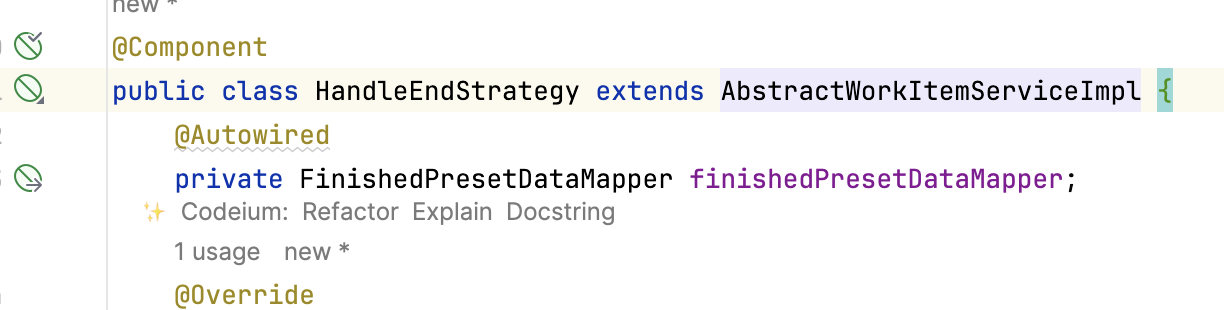 new *
@Component
public class HandleEndStrategy extends AbstractWorkItemServiceImpl {
@Autowired
private FinishedPresetDataMapper finishedPresetDataMapper;
✨ Codeium: Refactor Explain Docstring
1 usage new *
@Override